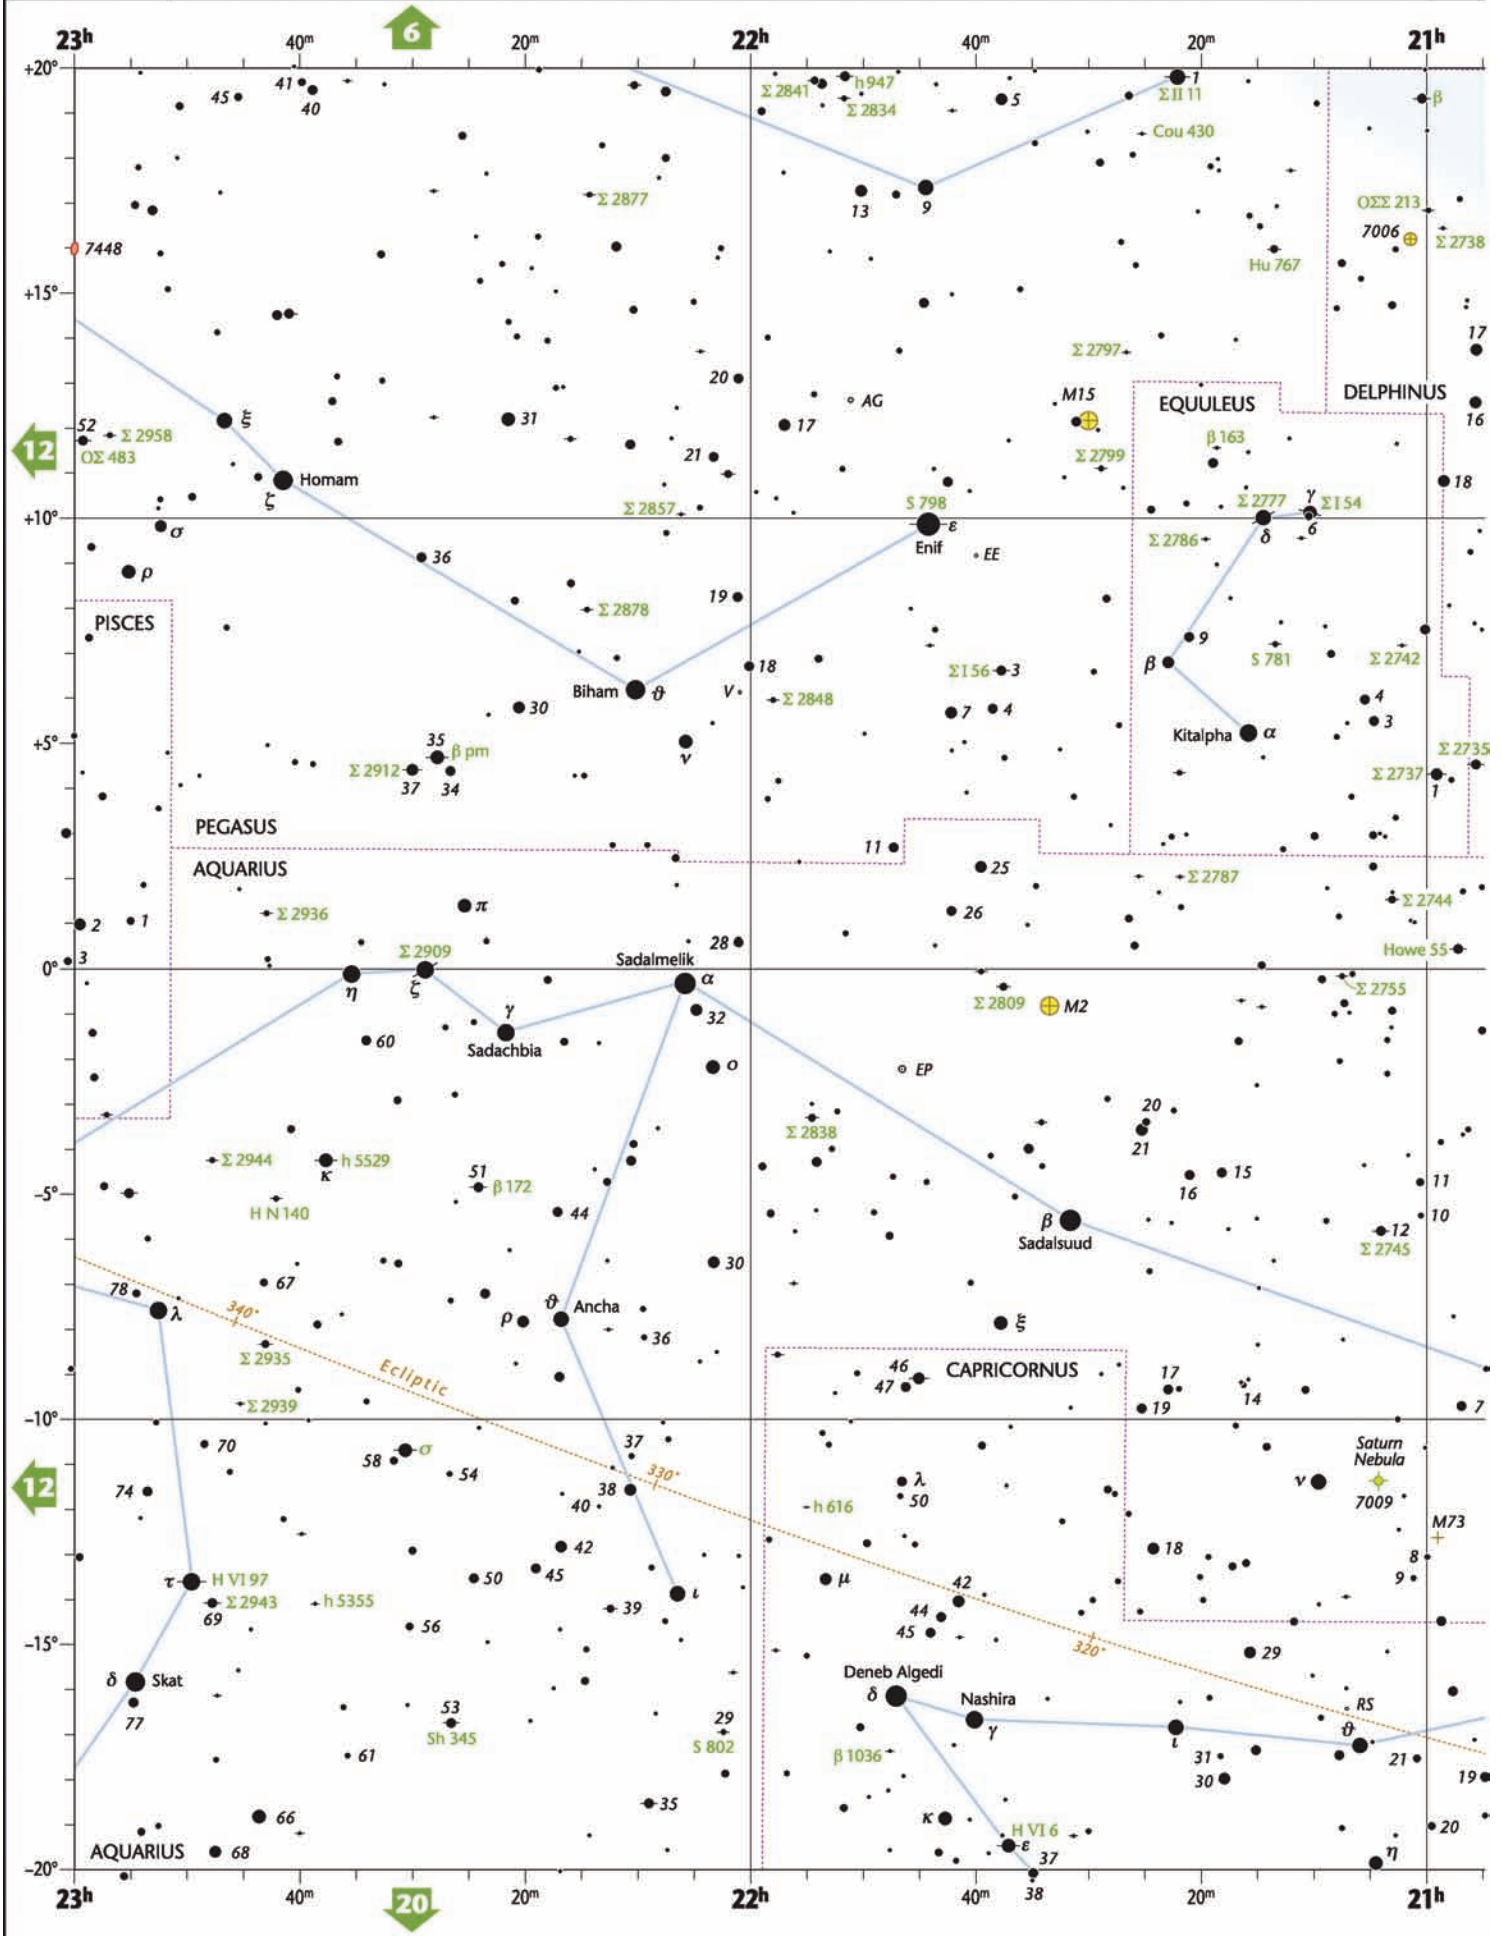 6
23h 40m 20m 22h 40m 20m 21h
+20°
41
45
40
Σ 2841
h 947
Σ 2834
5
1
Σ II 11
β
Cou 430
Σ 2877
13
9
ΟΣΣ 213
7448
7006
Σ 2738
Hu 767
+15°
17
Σ 2797
20
AG
M15
EQUULEUS
DELPHINUS
52
Σ 2958
ξ
31
17
16
12
ΟΣ 483
21
Σ 2799
β 163
Homam
ζ
18
Σ 2857
S 798
Σ 2777
γ
Σ I 54
+10°
σ
ε
Enif
δ
6
EE
Σ 2786
36
ρ
19
Σ 2878
PISCES
9
18
Σ I 56
3
β
S 781
Σ 2742
Biham
ϑ
V
Σ 2848
30
7
4
4
3
35
β pm
ν
Kitalpha
α
+5°
Σ 2735
Σ 2912
37
34
Σ 2737
1
PEGASUS
11
AQUARIUS
25
Σ 2787
π
Σ 2744
2
1
Σ 2936
26
28
Σ 2909
Sadalmelik
Howe 55
3
0°
η
ζ
α
γ
Σ 2809
M2
Σ 2755
32
Sadachbia
60
ο
EP
20
Σ 2838
21
Σ 2944
h 5529
κ
51
β 172
15
16
11
−5°
H N 140
44
β
Sadalsuud
10
12
Σ 2745
30
67
78
λ
340°
ϑ
Ancha
ρ
36
ξ
Σ 2935
Ecliptic
46
47
CAPRICORNUS
17
14
Σ 2939
19
7
−10°
70
58
σ
54
37
330°
Saturn
Nebula
12
74
38
40
λ
50
h 616
ν
7009
M73
42
18
8
τ
H VI 97
50
45
μ
9
Σ 2943
69
h 5355
39
ι
42
44
56
45
−15°
320°
29
δ
Skat
Deneb Algedi
δ
Nashira
γ
RS
77
53
Sh 345
29
S 802
ϑ
ι
61
β 1036
31
30
21
19
66
35
κ
20
AQUARIUS
68
H VI 6
ε
η
−20°
37
38
23h 40m 20m 22h 40m 20m 21h
20